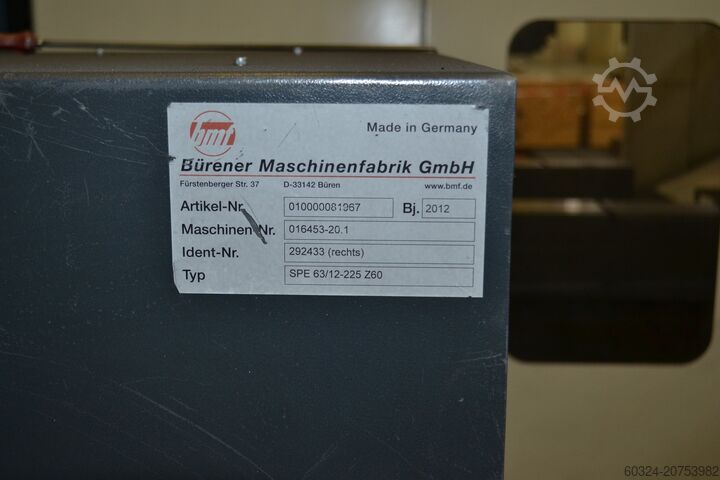 bmf
Made in Germany
Bürener Maschinenfabrik GmbH
Fürstenberger Str. 37 D-33142 Büren www.bmf.de
Artikel-Nr. 010000081967 Bj. 2012
Maschinen-Nr. 016453-20.1
Ident-Nr. 292433 (rechts)
Typ SPE 63/12-225 Z60
60324-20753982